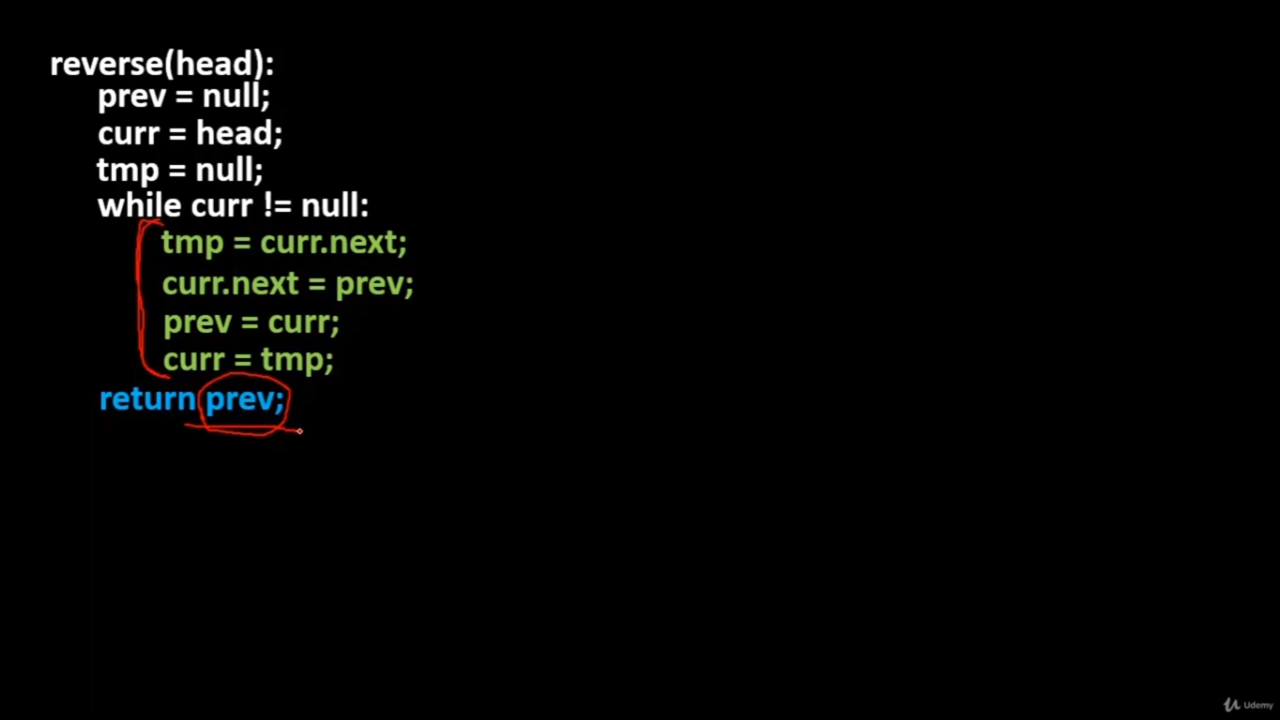 reverse(head):
prev = null;
curr = head;
tmp = null;
while curr != null:
tmp = curr.next;
curr.next = prev;
prev = curr;
curr = tmp;
return prev;
Udemy